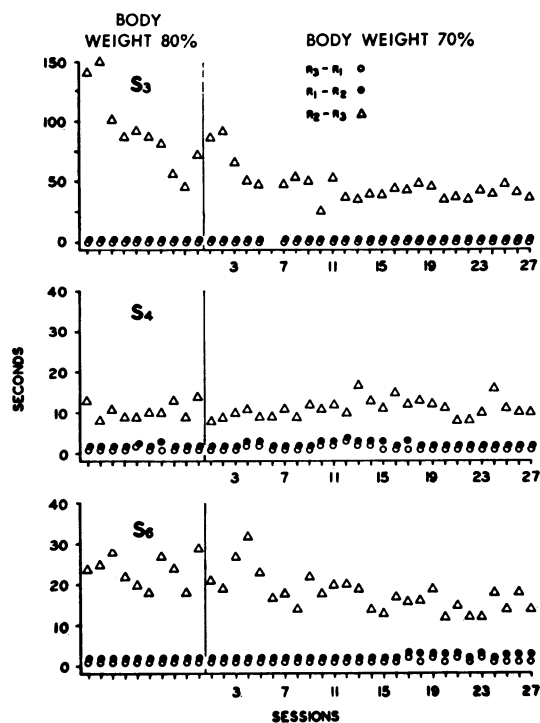 BODY WEIGHT 80%
BODY WEIGHT 70%
R3 - R1 o
R1 - R2 ●
R2 - R3 △
S3
150
100
50
0
3 7 11 15 19 23 27
SECONDS
S4
40
30
20
10
0
3 7 11 15 19 23 27
S6
40
30
20
10
0
3 7 11 15 19 23 27
SESSIONS